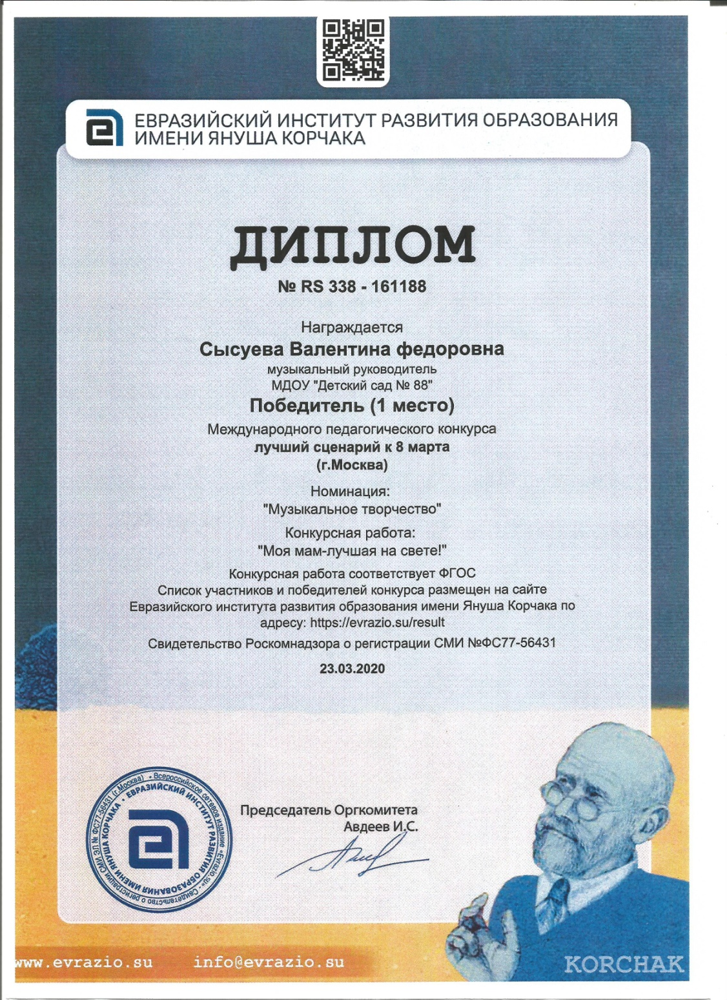 ЕВРАЗИЙСКИЙ ИНСТИТУТ РАЗВИТИЯ ОБРАЗОВАНИЯ
ИМЕНИ ЯНУША КОРЧАКА
ДИПЛОМ
№ RS 338 - 161188
Награждается
Сысуева Валентина федоровна
музыкальный руководитель
МДОУ "Детский сад № 88"
Победитель (1 место)
Международного педагогического конкурса
лучший сценарий к 8 марта
(г.Москва)
Номинация:
"Музыкальное творчество"
Конкурсная работа:
"Моя мам-лучшая на свете!"
Конкурсная работа соответствует ФГОС
Список участников и победителей конкурса размещен на сайте
Евразийского института развития образования имени Януша Корчака по
адресу: https://evrazio.su/result
Свидетельство Роскомнадзора о регистрации СМИ №ФС77-56431
23.03.2020
• Всероссийское сетевое издание «Evrazio.su» - Свидетельство о регистрации СМИ ЭЛ № ФС77-56431 (г.Москва)
• ЕВРАЗИЙСКИЙ ИНСТИТУТ РАЗВИТИЯ ОБРАЗОВАНИЯ ИМЕНИ ЯНУША КОРЧАКА
Председатель Оргкомитета
Авдеев И.С.
www.evrazio.su info@evrazio.su
KORCHAK